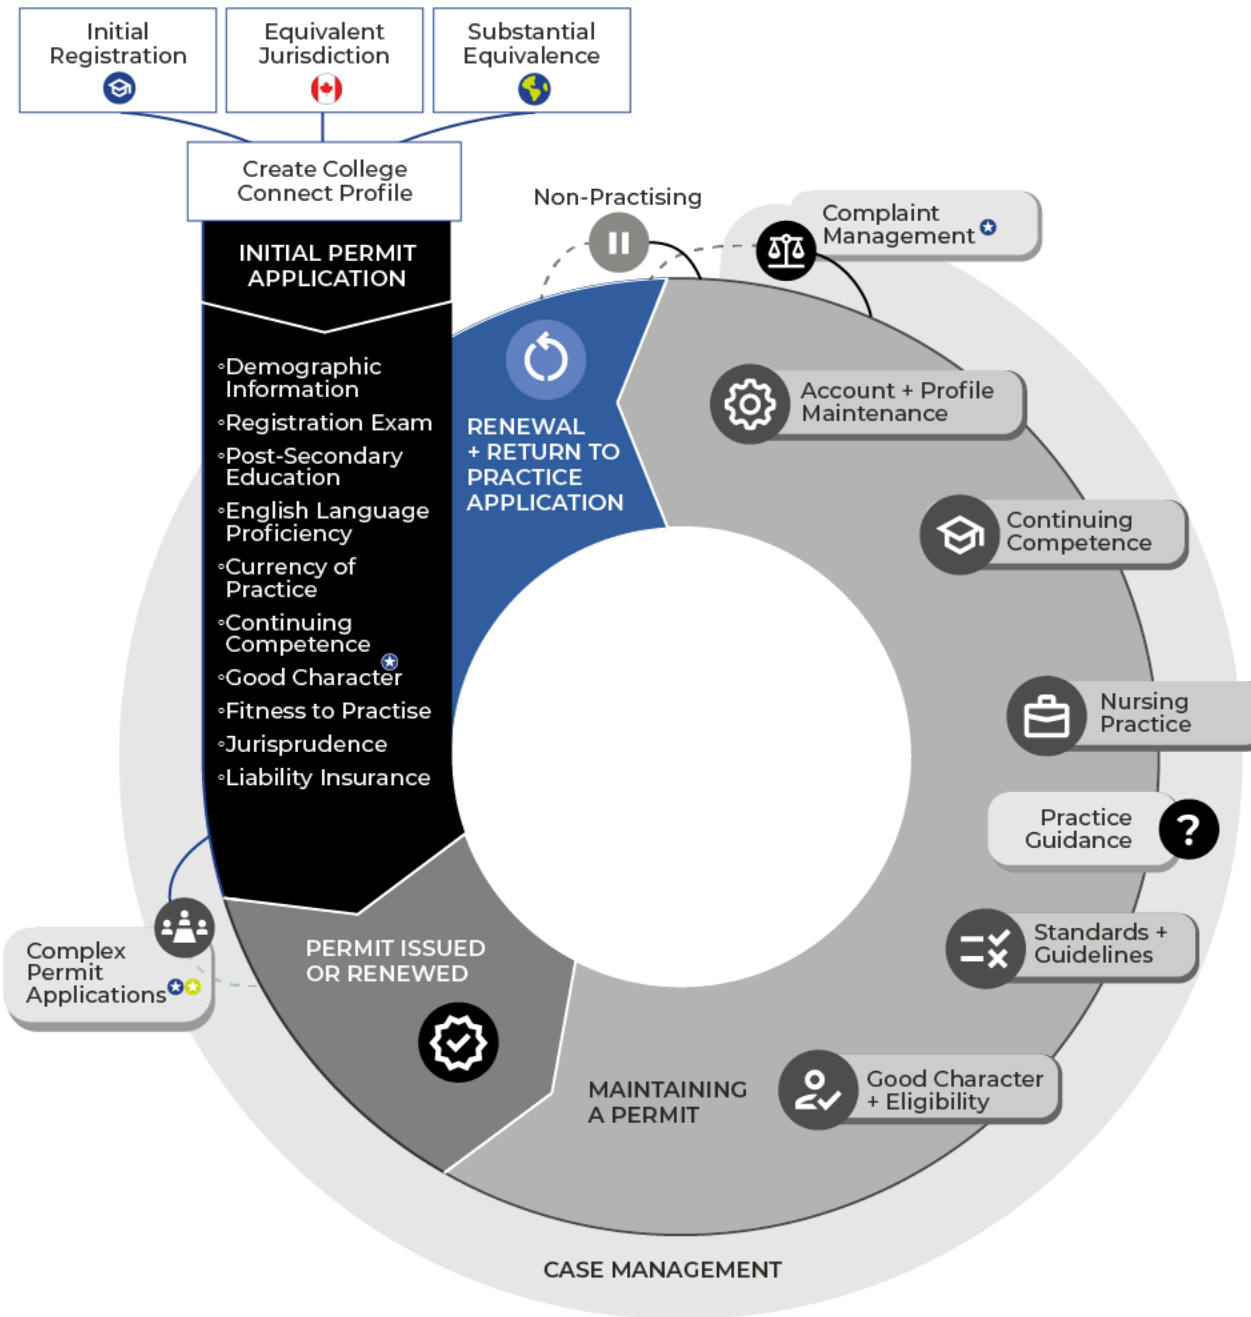 Initial
Registration
Equivalent
Jurisdiction
Substantial
Equivalence
Create College
Connect Profile
INITIAL PERMIT
APPLICATION
◦Demographic
Information
◦Registration Exam
◦Post-Secondary
Education
◦English Language
Proficiency
◦Currency of
Practice
◦Continuing
Competence
◦Good Character
◦Fitness to Practise
◦Jurisprudence
◦Liability Insurance
Non-Practising
Complaint
Management
RENEWAL
+ RETURN TO
PRACTICE
APPLICATION
Account + Profile
Maintenance
Continuing
Competence
Nursing
Practice
Practice
Guidance
?
Standards +
Guidelines
Good Character
+ Eligibility
MAINTAINING
A PERMIT
PERMIT ISSUED
OR RENEWED
Complex
Permit
Applications
CASE MANAGEMENT